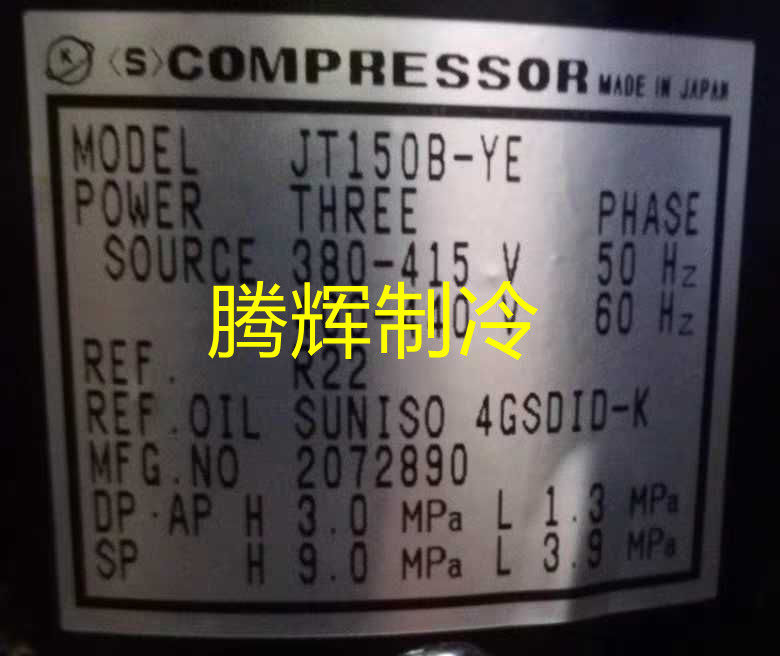 K <S> COMPRESSOR MADE IN JAPAN
MODEL JT150B-YE
POWER THREE PHASE
SOURCE 380-415 V 50 Hz
440 V 60 Hz
腾辉制冷
REF. R22
REF.OIL SUNISO 4GSDID-K
MFG.NO 2072890
DP·AP H 3.0 MPa L 1.3 MPa
SP H 9.0 MPa L 3.9 MPa